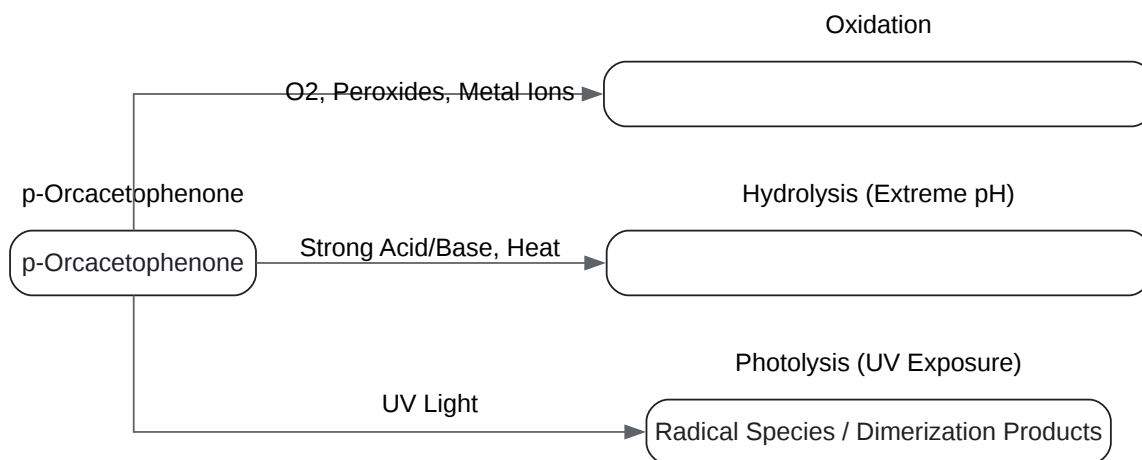 Oxidation
O2, Peroxides, Metal Ions
p-Orcacetophenone
Hydrolysis (Extreme pH)
Strong Acid/Base, Heat
p-Orcacetophenone
Photolysis (UV Exposure)
UV Light
Radical Species / Dimerization Products